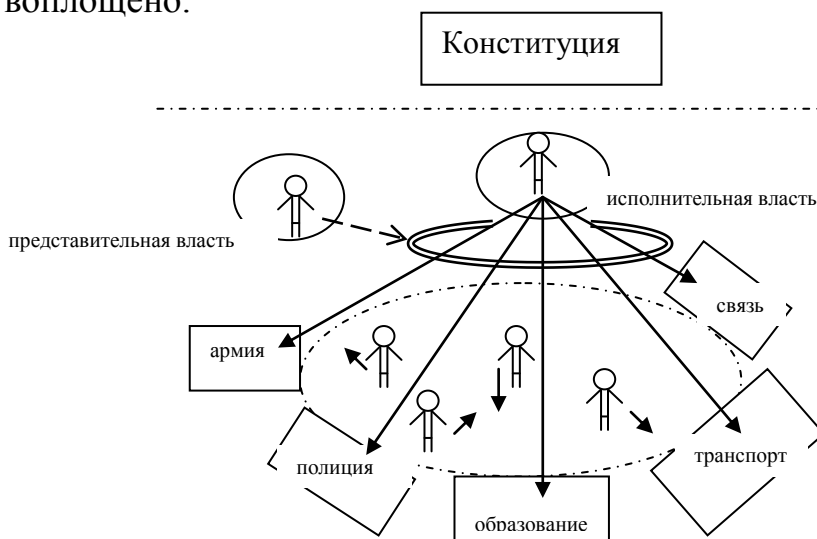 воплощено.
Конституция
исполнительная власть
представительная власть
связь
армия
транспорт
полиция
образование